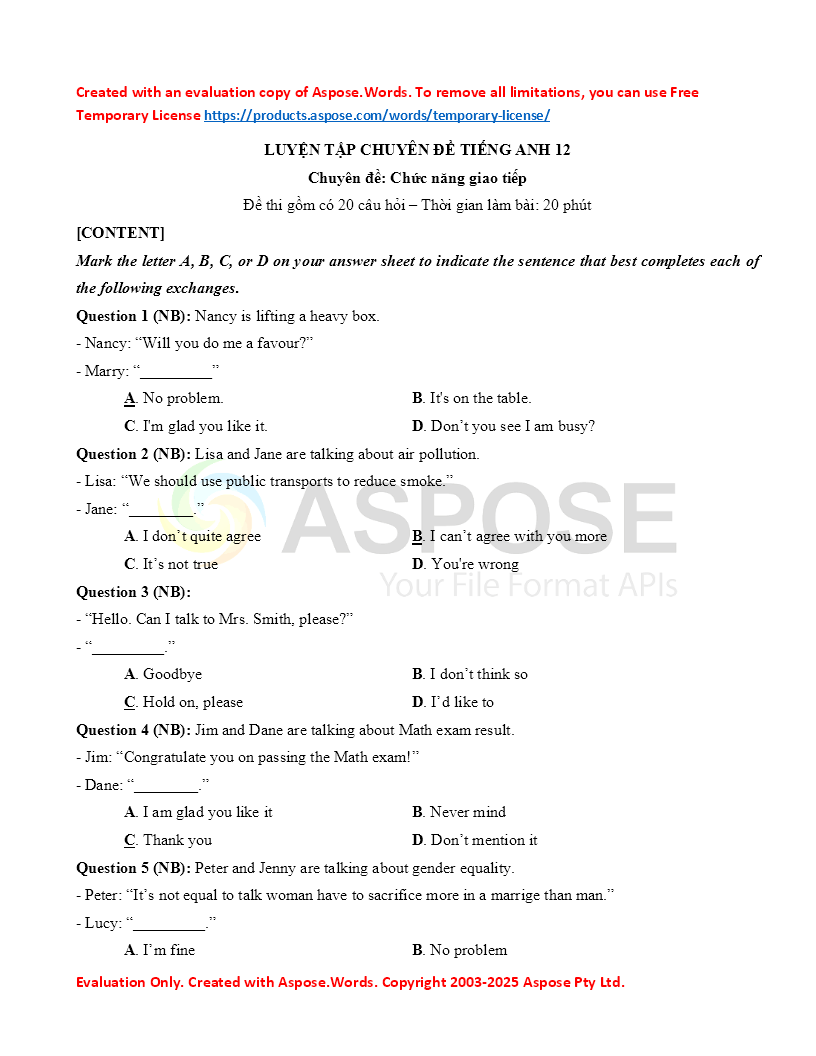 Created with an evaluation copy of Aspose.Words. To remove all limitations, you can use Free
Temporary License https://products.aspose.com/words/temporary-license/
LUYỆN TẬP CHUYÊN ĐỀ TIẾNG ANH 12
Chuyên đề: Chức năng giao tiếp
Đề thi gồm có 20 câu hỏi – Thời gian làm bài: 20 phút
[CONTENT]
Mark the letter A, B, C, or D on your answer sheet to indicate the sentence that best completes each of
the following exchanges.
Question 1 (NB): Nancy is lifting a heavy box.
- Nancy: “Will you do me a favour?”
- Marry: “_________”
A. No problem. B. It's on the table.
C. I'm glad you like it. D. Don’t you see I am busy?
Question 2 (NB): Lisa and Jane are talking about air pollution.
- Lisa: “We should use public transports to reduce smoke.”
- Jane: “________.”
ASPOSE
A. I don’t quite agree B. I can’t agree with you more
C. It’s not true D. You're wrong
Your File Format APIs
Question 3 (NB):
- “Hello. Can I talk to Mrs. Smith, please?”
- “_________.”
A. Goodbye B. I don’t think so
C. Hold on, please D. I’d like to
Question 4 (NB): Jim and Dane are talking about Math exam result.
- Jim: “Congratulate you on passing the Math exam!”
- Dane: “________.”
A. I am glad you like it B. Never mind
C. Thank you D. Don’t mention it
Question 5 (NB): Peter and Jenny are talking about gender equality.
- Peter: “It’s not equal to talk woman have to sacrifice more in a marrige than man.”
- Lucy: “_________.”
A. I’m fine B. No problem
Evaluation Only. Created with Aspose.Words. Copyright 2003-2025 Aspose Pty Ltd.